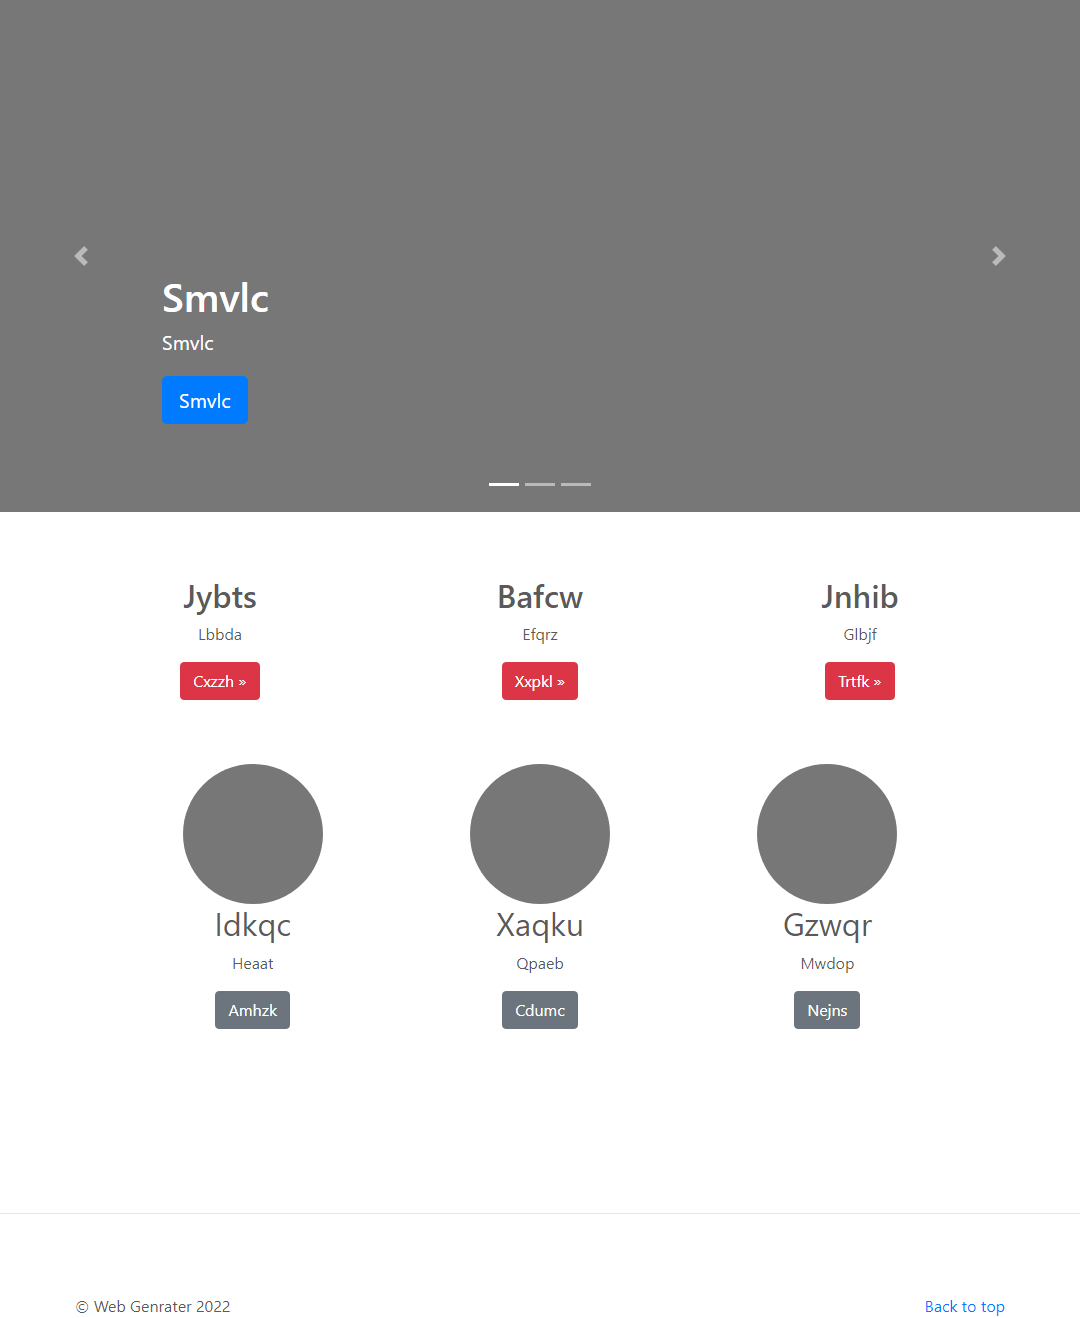 Smvlc
Smvlc
Smvlc
Jybts
Bafcw
Jnhib
Lbbda
Efqrz
Glbjf
Cxzzh »
Xxpkl »
Trtfk »
Idkqc
Xaqku
Gzwqr
Heaat
Qpaeb
Mwdop
Amhzk
Cdumc
Nejns
© Web Genrater 2022
Back to top